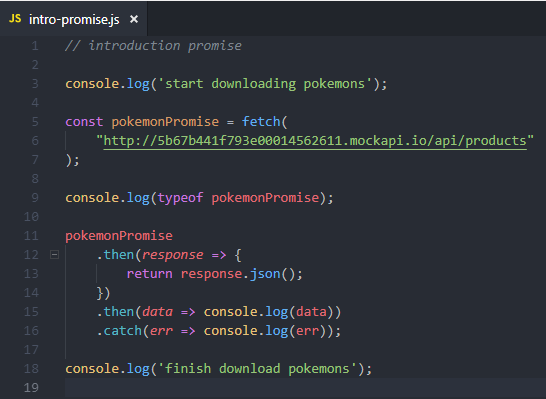 JS intro-promise.js ×
1 // introduction promise
2
3 console.log('start downloading pokemons');
4
5 const pokemonPromise = fetch(
6     "http://5b67b441f793e00014562611.mockapi.io/api/products"
7 );
8
9 console.log(typeof pokemonPromise);
10
11 pokemonPromise
12     .then(response => {
13         return response.json();
14     })
15     .then(data => console.log(data))
16     .catch(err => console.log(err));
17
18 console.log('finish download pokemons');
19